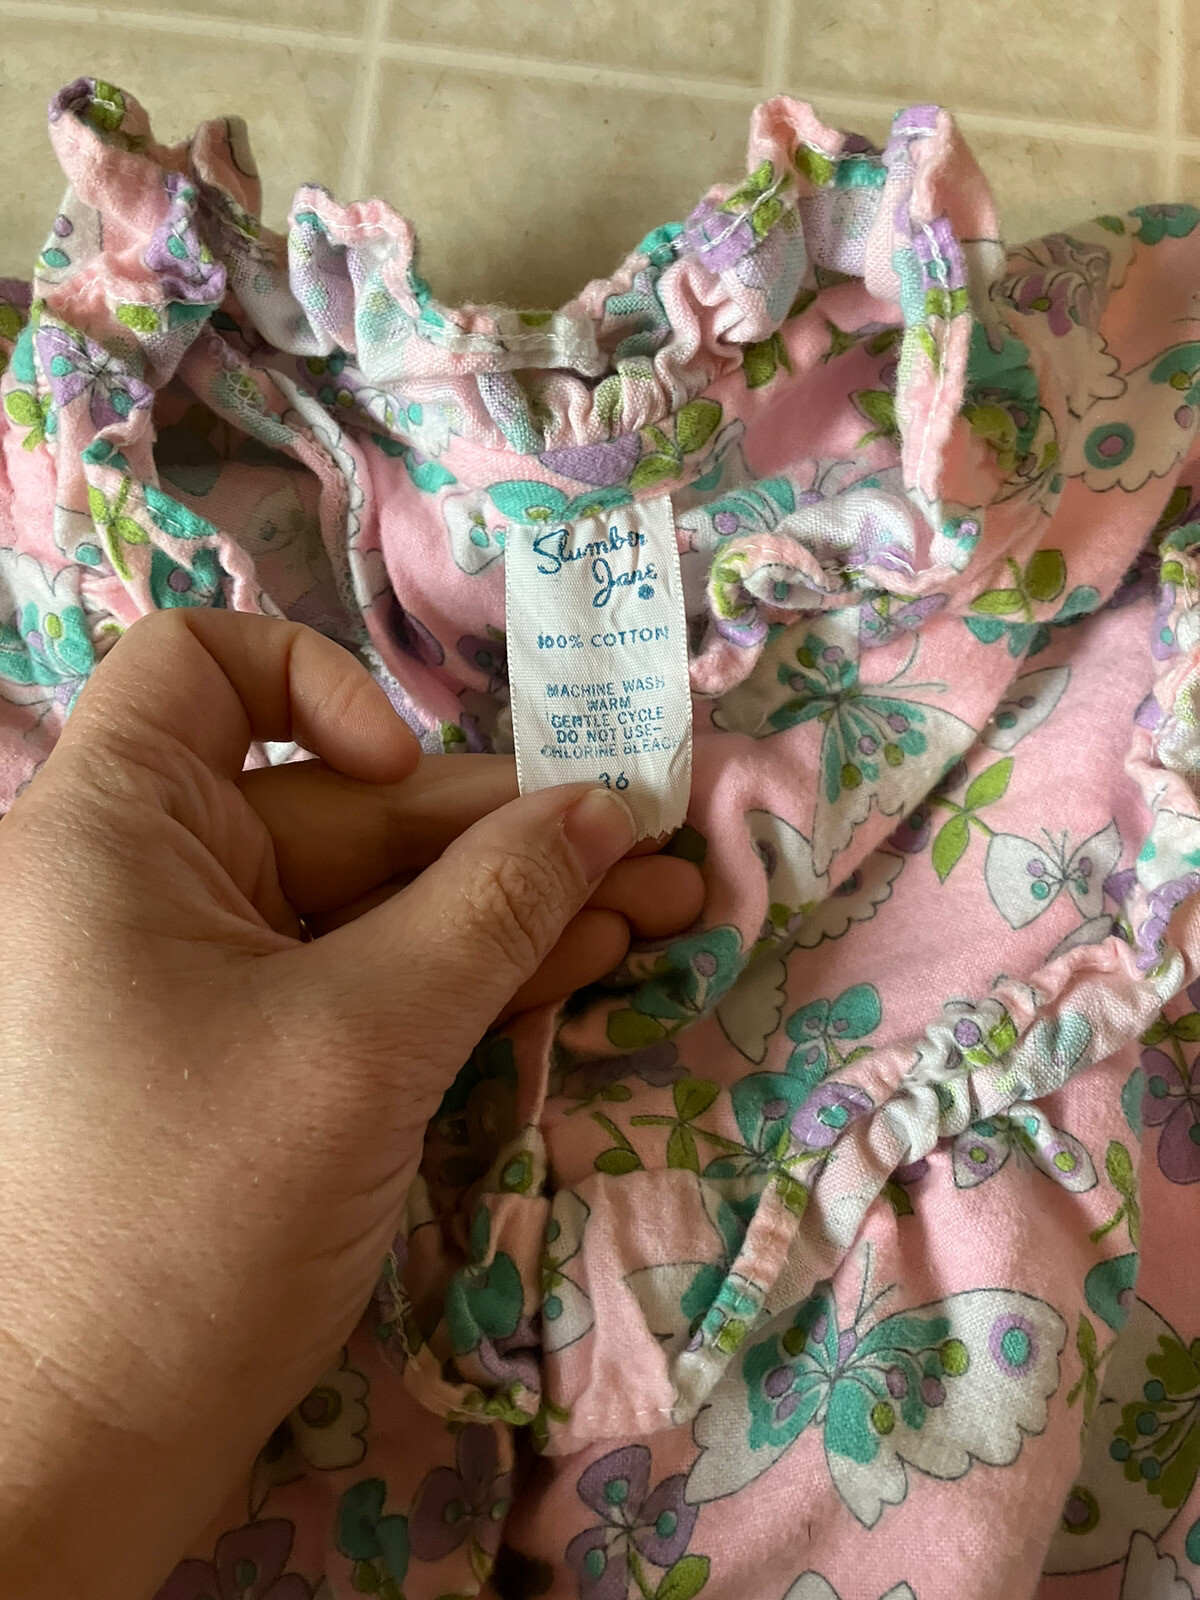 Slumber
Jane
100% COTTON
MACHINE WASH
WARM
GENTLE CYCLE
DO NOT USE-
CHLORINE BLEACH
36